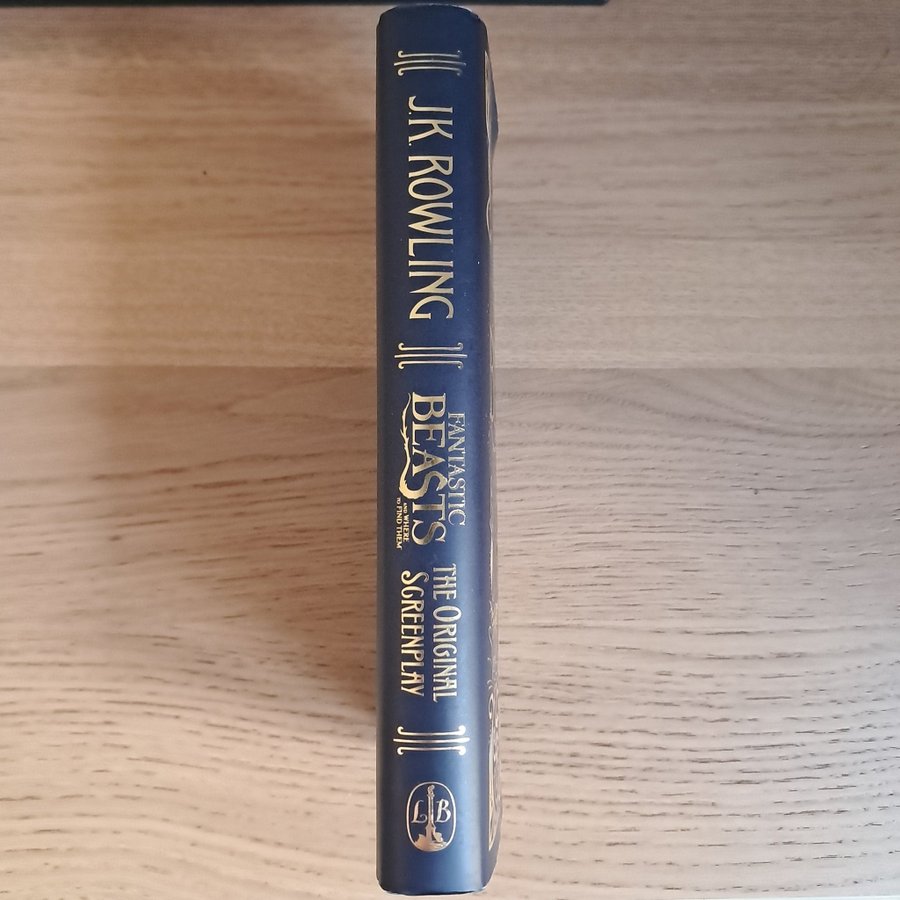 J.K. ROWLING
FANTASTIC
BEASTS
AND WHERE
TO FIND THEM
THE ORIGINAL
SCREENPLAY
LB